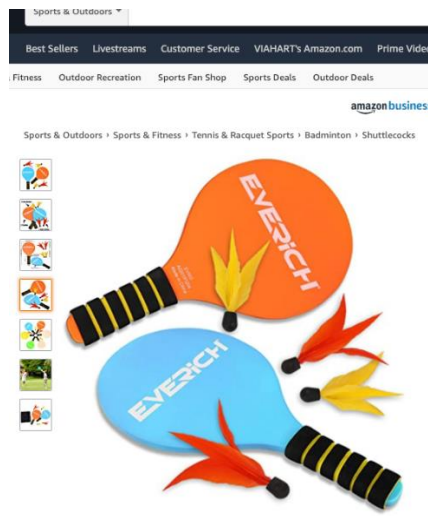 Sports & Outdoors
Best Sellers Livestreams Customer Service VIAHART's Amazon.com Prime Vide
Fitness Outdoor Recreation Sports Fan Shop Sports Deals Outdoor Deals
amazon business
Sports & Outdoors › Sports & Fitness › Tennis & Racquet Sports › Badminton › Shuttlecocks
EVERICH
EVERICH